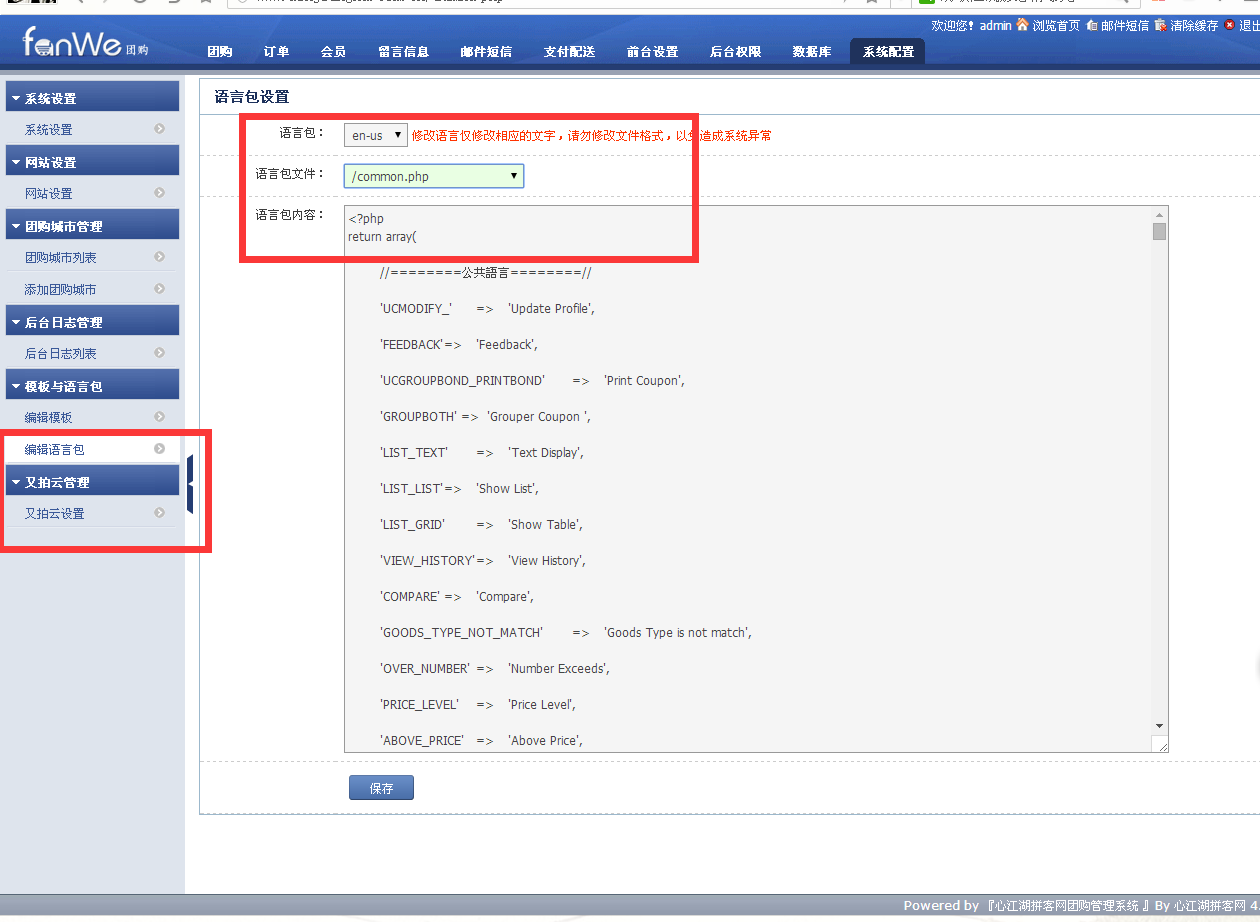 欢迎您! admin 浏览首页 邮件短信 清除缓存 退出
fanWe 团购
团购 订单 会员 留言信息 邮件短信 支付配送 前台设置 后台权限 数据库 系统配置
系统设置
系统设置
网站设置
网站设置
团购城市管理
团购城市列表
添加团购城市
后台日志管理
后台日志列表
模板与语言包
编辑模板
编辑语言包
又拍云管理
又拍云设置
语言包设置
语言包： en-us 修改语言仅修改相应的文字，请勿修改文件格式，以免造成系统异常
语言包文件： /common.php
语言包内容： <?php
return array(
//========公共語言========//
'UCMODIFY_' => 'Update Profile',
'FEEDBACK'=> 'Feedback',
'UCGROUPBOND_PRINTBOND' => 'Print Coupon',
'GROUPBOTH' => 'Grouper Coupon ',
'LIST_TEXT' => 'Text Display',
'LIST_LIST'=> 'Show List',
'LIST_GRID' => 'Show Table',
'VIEW_HISTORY'=> 'View History',
'COMPARE' => 'Compare',
'GOODS_TYPE_NOT_MATCH' => 'Goods Type is not match',
'OVER_NUMBER' => 'Number Exceeds',
'PRICE_LEVEL' => 'Price Level',
'ABOVE_PRICE' => 'Above Price',
保存
Powered by 『心江湖拼客网团购管理系统 』By 心江湖拼客网 4